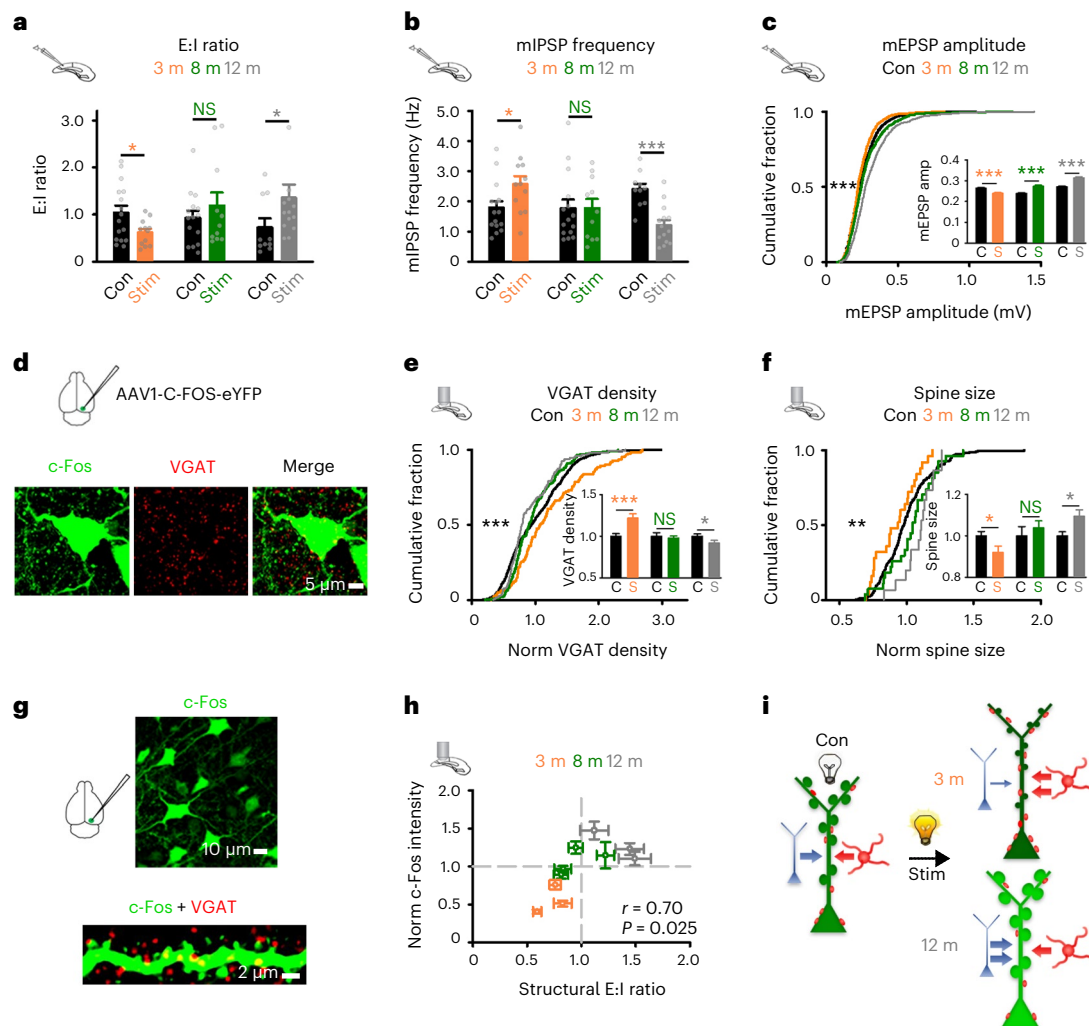 a
E:I ratio
3 m 8 m 12 m
E:I ratio
3.0
2.0
1.0
0
*
NS
*
Con
Stim
Con
Stim
Con
Stim
b
mIPSP frequency
3 m 8 m 12 m
mIPSP frequency (Hz)
5.0
4.0
3.0
2.0
1.0
0
*
NS
***
Con
Stim
Con
Stim
Con
Stim
c
mEPSP amplitude
Con 3 m 8 m 12 m
Cumulative fraction
1.0
0.5
0
***
0 0.5 1.0 1.5
mEPSP amplitude (mV)
mEPSP amp
0.4
0.3
0.2
0
*** *** ***
C S C S C S
d
AAV1-C-FOS-eYFP
c-Fos
VGAT
Merge
5 µm
e
VGAT density
Con 3 m 8 m 12 m
Cumulative fraction
1.0
0.5
0
***
0 1.0 2.0 3.0
Norm VGAT density
VGAT density
1.5
1.0
0.5
*** NS *
C S C S C S
f
Spine size
Con 3 m 8 m 12 m
Cumulative fraction
1.0
0.5
0
**
0.5 1.0 1.5 2.0
Norm spine size
Spine size
1.2
1.0
0.8
* NS *
C S C S C S
g
c-Fos
10 µm
c-Fos + VGAT
2 µm
h
3 m 8 m 12 m
Norm c-Fos intensity
2.0
1.5
1.0
0.5
0
r = 0.70
P = 0.025
0 0.5 1.0 1.5 2.0
Structural E:I ratio
i
Con
Stim
3 m
12 m